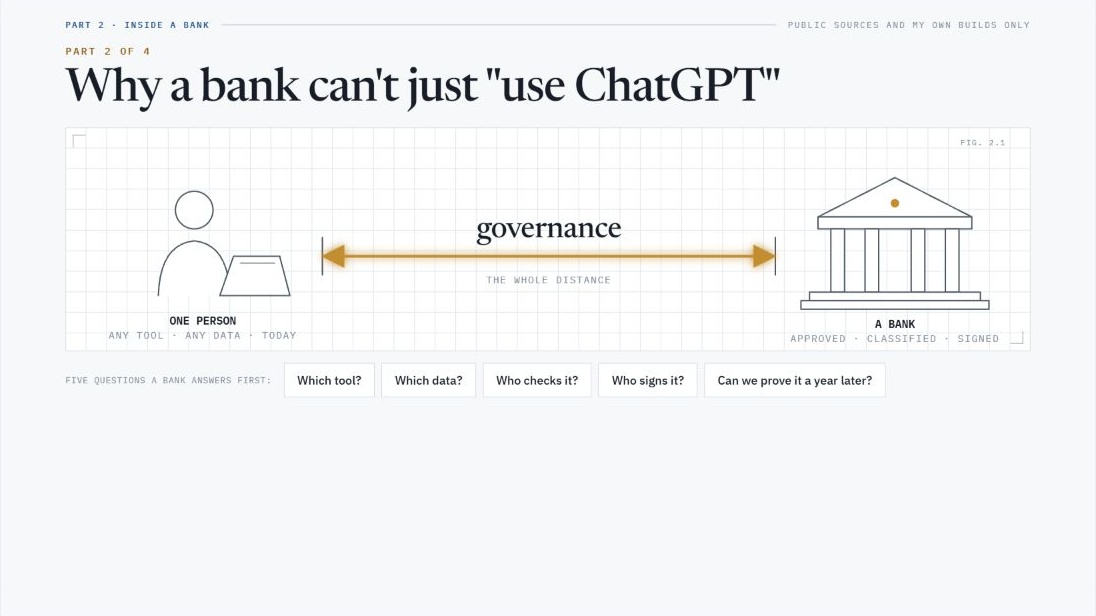 PART 2 · INSIDE A BANK
PUBLIC SOURCES AND MY OWN BUILDS ONLY
PART 2 OF 4
Why a bank can't just "use ChatGPT"
FIG. 2.1
governance
THE WHOLE DISTANCE
ONE PERSON
ANY TOOL · ANY DATA · TODAY
A BANK
APPROVED · CLASSIFIED · SIGNED
FIVE QUESTIONS A BANK ANSWERS FIRST:
Which tool?
Which data?
Who checks it?
Who signs it?
Can we prove it a year later?